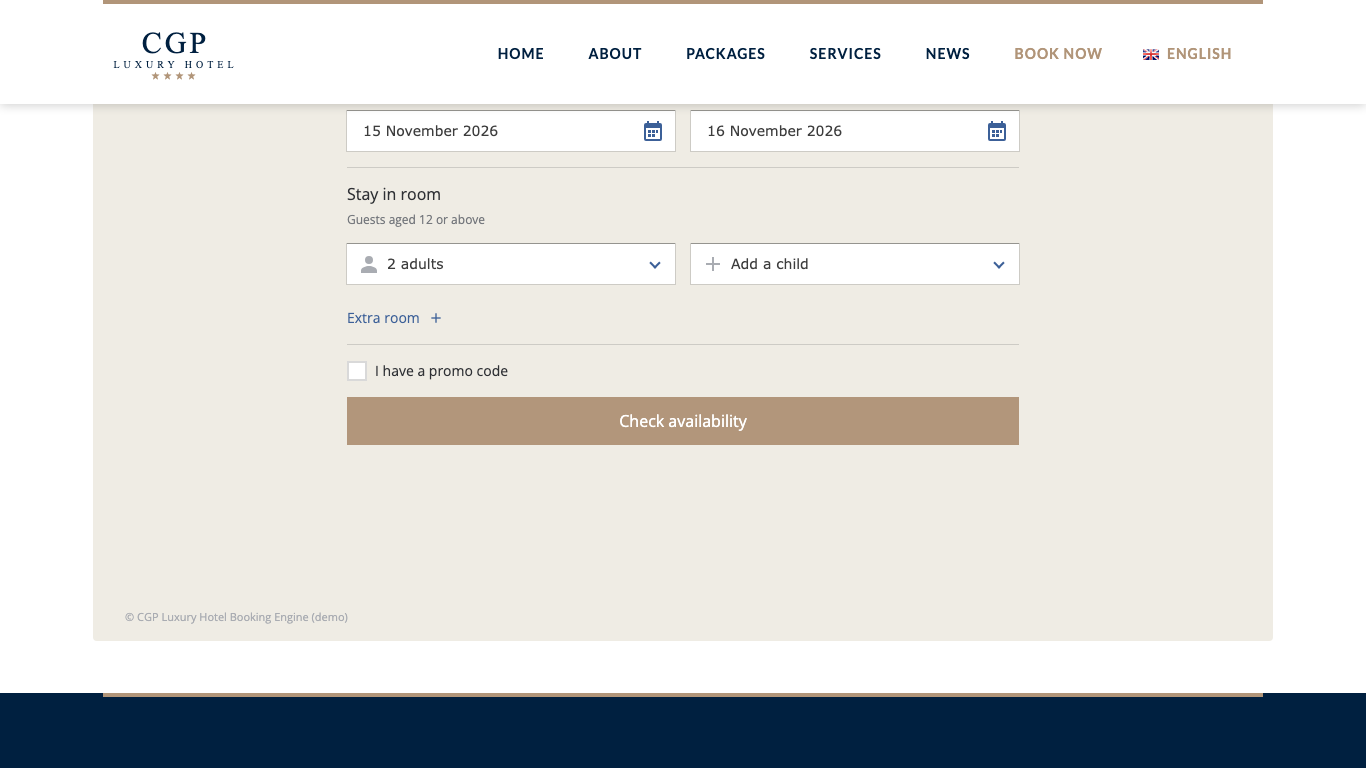 CGP
LUXURY HOTEL
HOME ABOUT PACKAGES SERVICES NEWS BOOK NOW ENGLISH
15 November 2026 16 November 2026
Stay in room
Guests aged 12 or above
2 adults Add a child
Extra room +
I have a promo code
Check availability
© CGP Luxury Hotel Booking Engine (demo)